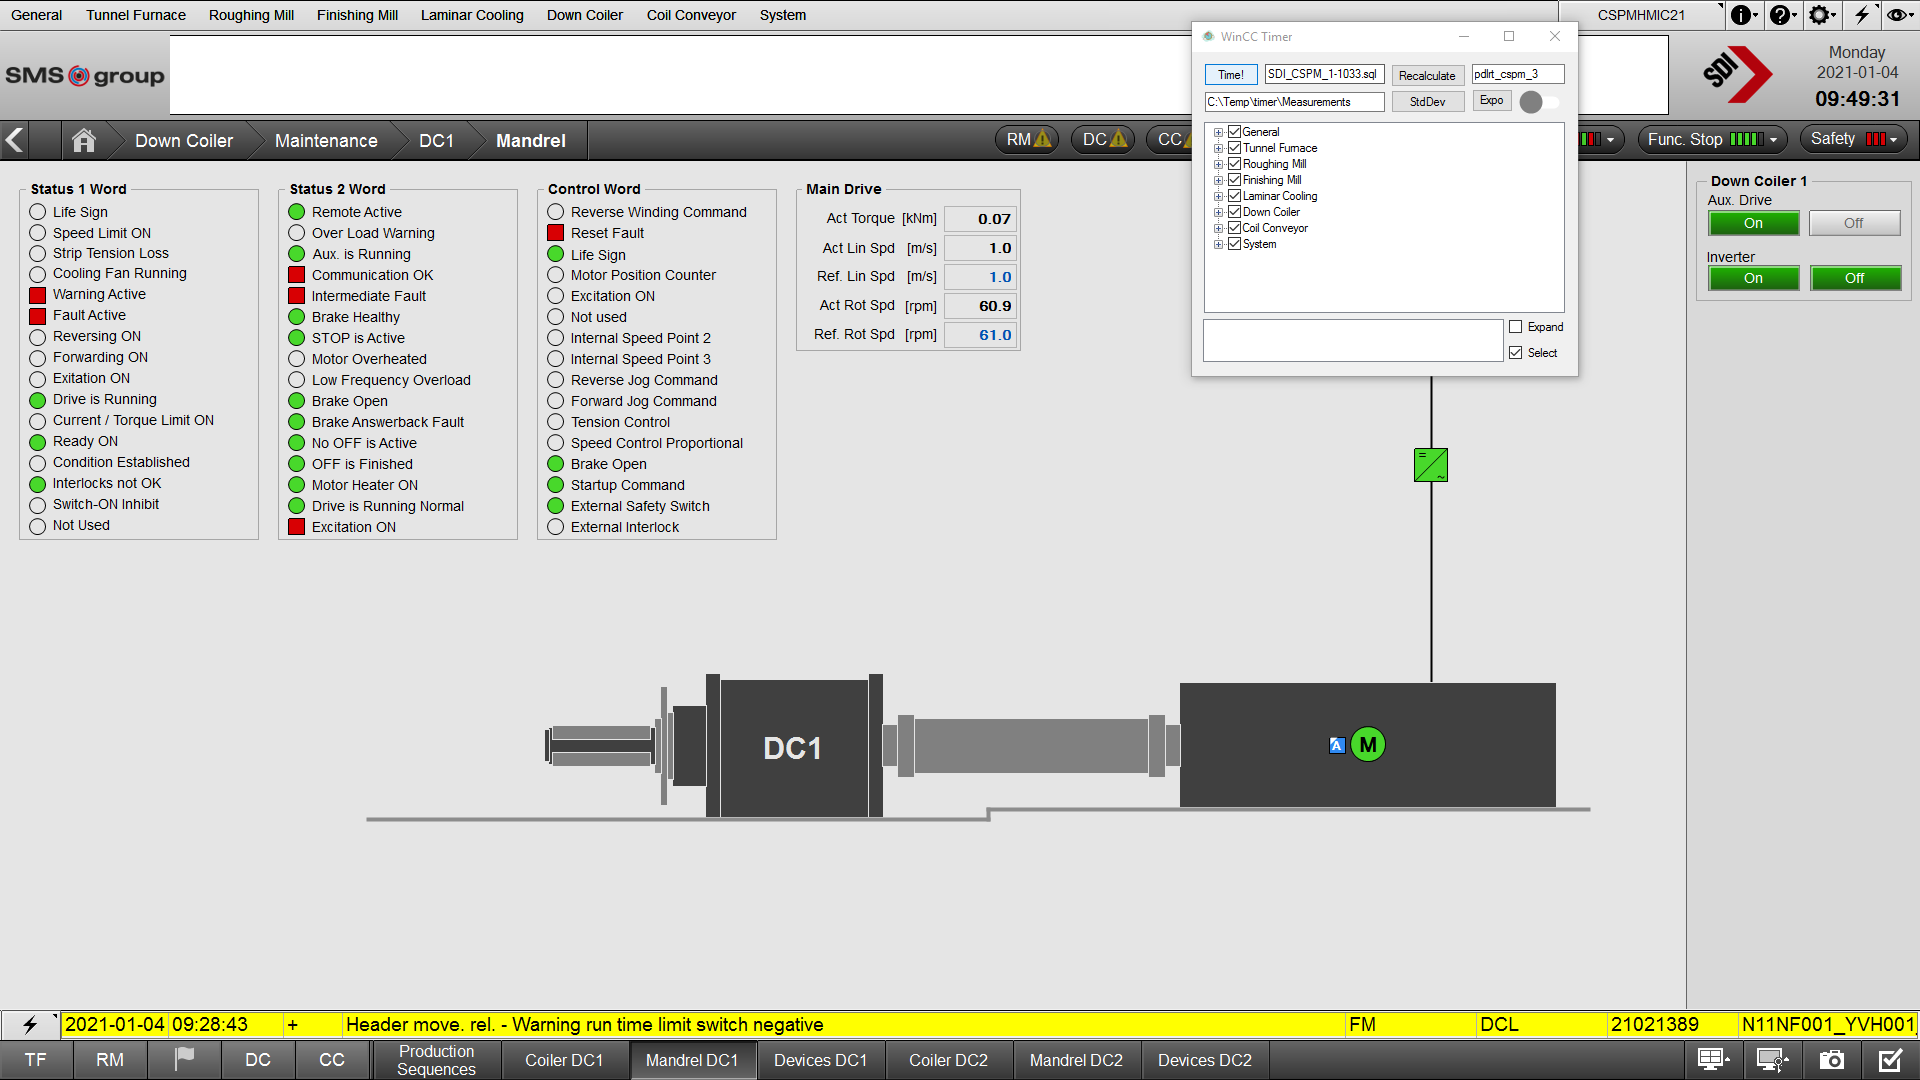 General Tunnel Furnace Roughing Mill Finishing Mill Laminar Cooling Down Coiler Coil Conveyor System CSPMHMIC21
SMS group
SDI
Monday
2021-01-04
09:49:31
WinCC Timer
Time! SDI_CSPM_1-1033.sql Recalculate pdlrt_cspm_3
C:\Temp\timer\Measurements StdDev Expo
General
Tunnel Furnace
Roughing Mill
Finishing Mill
Laminar Cooling
Down Coiler
Coil Conveyor
System
Expand
Select
Down Coiler Maintenance DC1 Mandrel RM DC CC Func. Stop Safety
Status 1 Word
Life Sign
Speed Limit ON
Strip Tension Loss
Cooling Fan Running
Warning Active
Fault Active
Reversing ON
Forwarding ON
Exitation ON
Drive is Running
Current / Torque Limit ON
Ready ON
Condition Established
Interlocks not OK
Switch-ON Inhibit
Not Used
Status 2 Word
Remote Active
Over Load Warning
Aux. is Running
Communication OK
Intermediate Fault
Brake Healthy
STOP is Active
Motor Overheated
Low Frequency Overload
Brake Open
Brake Answerback Fault
No OFF is Active
OFF is Finished
Motor Heater ON
Drive is Running Normal
Excitation ON
Control Word
Reverse Winding Command
Reset Fault
Life Sign
Motor Position Counter
Excitation ON
Not used
Internal Speed Point 2
Internal Speed Point 3
Reverse Jog Command
Forward Jog Command
Tension Control
Speed Control Proportional
Brake Open
Startup Command
External Safety Switch
External Interlock
Main Drive
Act Torque [kNm] 0.07
Act Lin Spd [m/s] 1.0
Ref. Lin Spd [m/s] 1.0
Act Rot Spd [rpm] 60.9
Ref. Rot Spd [rpm] 61.0
Down Coiler 1
Aux. Drive
On Off
Inverter
On Off
= ~
DC1
A M
2021-01-04 09:28:43 + Header move. rel. - Warning run time limit switch negative FM DCL 21021389 N11NF001_YVH001
TF RM DC CC Production Sequences Coiler DC1 Mandrel DC1 Devices DC1 Coiler DC2 Mandrel DC2 Devices DC2